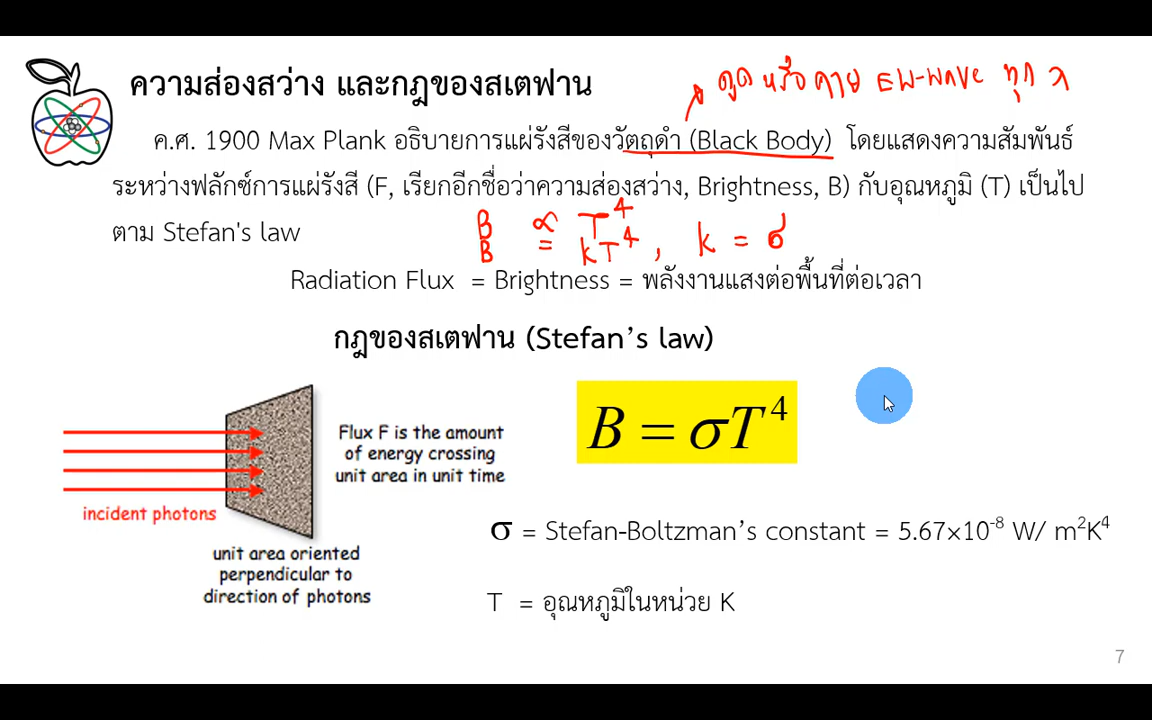 ความส่องสว่าง และกฎของสเตฟาน
ดูด หรือ คาย EW-WAVE ทุก λ
ค.ศ. 1900 Max Plank อธิบายการแผ่รังสีของวัตถุดำ (Black Body) โดยแสดงความสัมพันธ์
ระหว่างฟลักซ์การแผ่รังสี (F, เรียกอีกชื่อว่าความส่องสว่าง, Brightness, B) กับอุณหภูมิ (T) เป็นไป
ตาม Stefan's law
B ∝ T⁴
B = kT⁴, k = σ
Radiation Flux = Brightness = พลังงานแสงต่อพื้นที่ต่อเวลา
กฎของสเตฟาน (Stefan's law)
B = σT⁴
Flux F is the amount
of energy crossing
unit area in unit time
incident photons
unit area oriented
perpendicular to
direction of photons
σ = Stefan-Boltzman's constant = 5.67×10⁻⁸ W/ m²K⁴
T = อุณหภูมิในหน่วย K
7